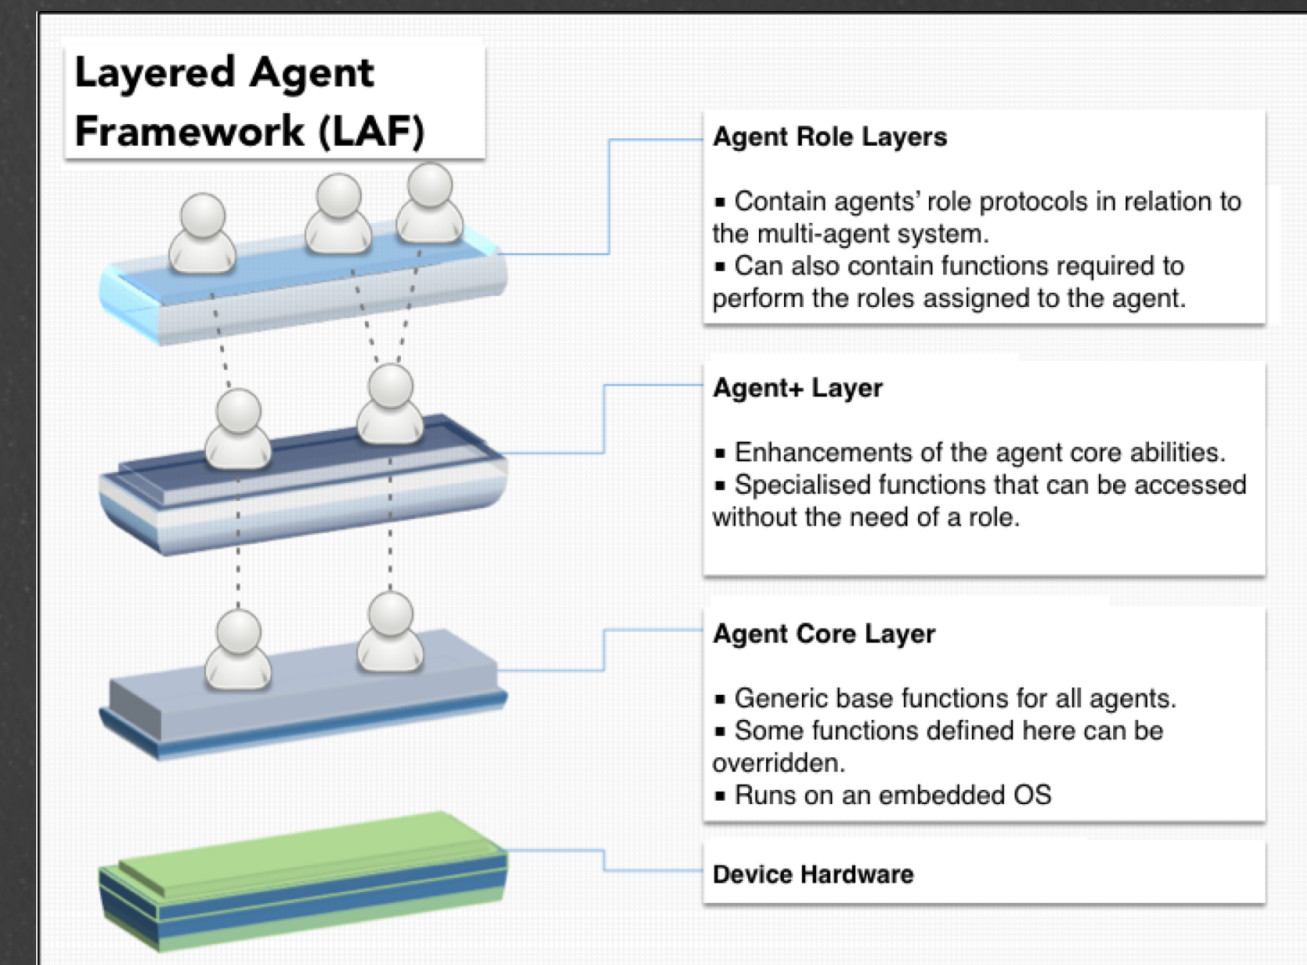 Layered Agent
Framework (LAF)
Agent Role Layers
▪ Contain agents’ role protocols in relation to
the multi-agent system.
▪ Can also contain functions required to
perform the roles assigned to the agent.
Agent+ Layer
▪ Enhancements of the agent core abilities.
▪ Specialised functions that can be accessed
without the need of a role.
Agent Core Layer
▪ Generic base functions for all agents.
▪ Some functions defined here can be
overridden.
▪ Runs on an embedded OS
Device Hardware